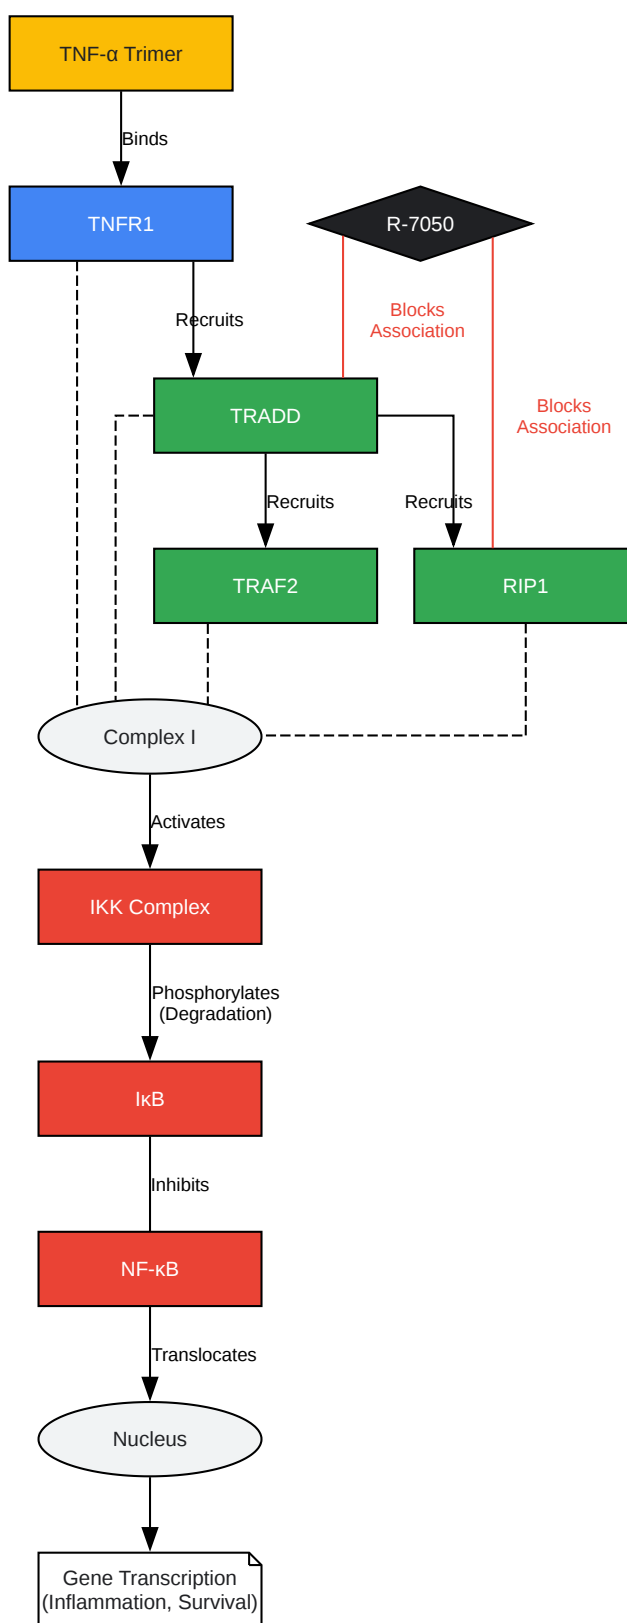 TNF-α Trimer
Binds
TNFR1
R-7050
Recruits
Blocks
Association
Blocks
Association
TRADD
Recruits
Recruits
TRAF2
RIP1
Complex I
Activates
IKK Complex
Phosphorylates
(Degradation)
IκB
Inhibits
NF-κB
Translocates
Nucleus
Gene Transcription
(Inflammation, Survival)